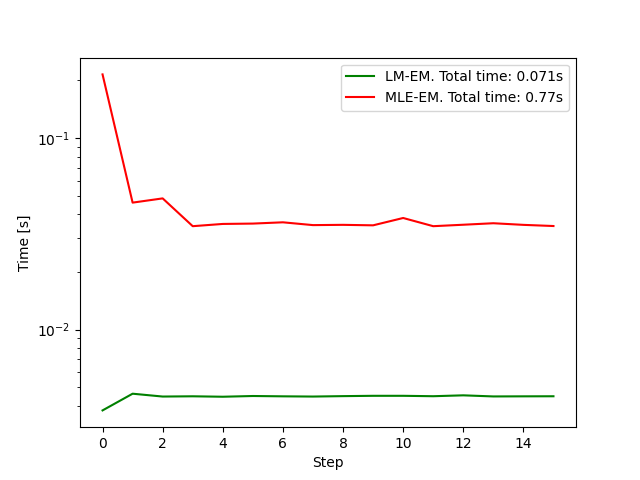 LM-EM. Total time: 0.071s
MLE-EM. Total time: 0.77s
10⁻¹
10⁻²
Time [s]
0 2 4 6 8 10 12 14
Step